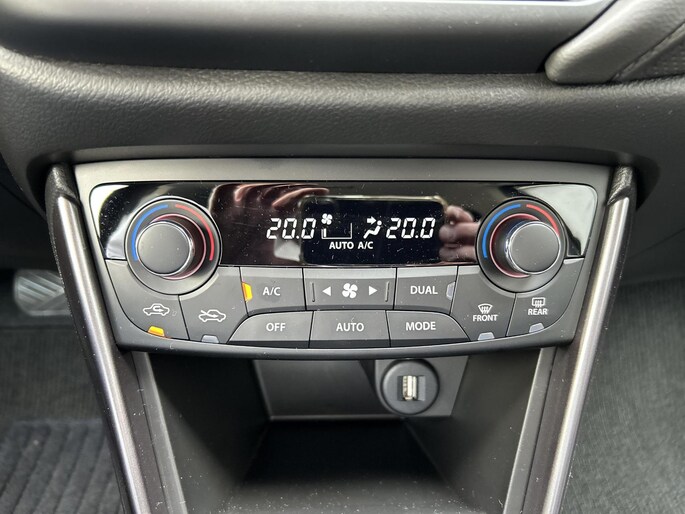 20.0 20.0
AUTO A/C
A/C DUAL
OFF AUTO MODE
FRONT REAR